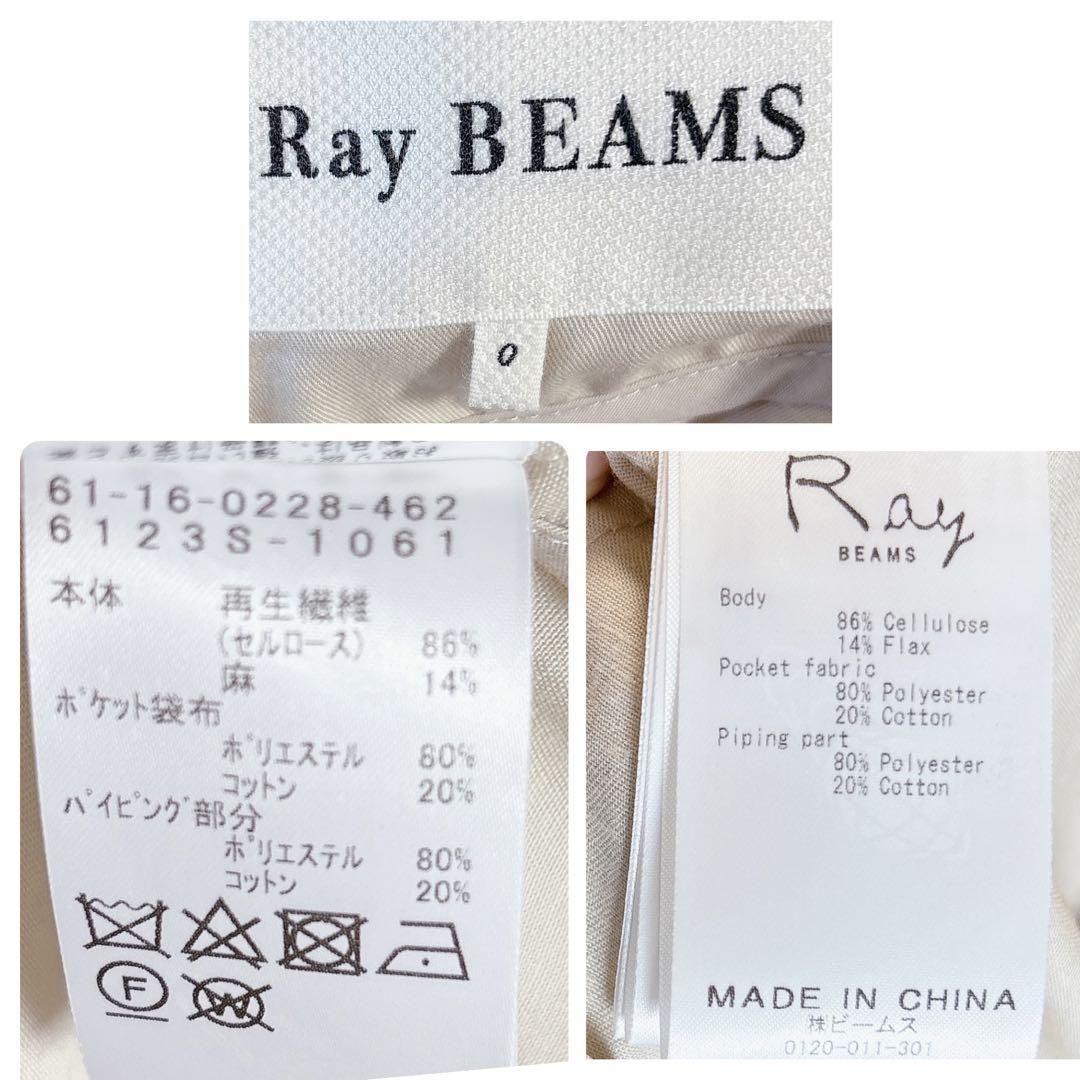 Ray BEAMS
0
61-16-0228-462
6123S-1061
本体 再生繊維
(セルロース) 86%
麻 14%
ポケット袋布
ポリエステル 80%
コットン 20%
パイピング部分
ポリエステル 80%
コットン 20%
F
W
Ray
BEAMS
Body
86% Cellulose
14% Flax
Pocket fabric
80% Polyester
20% Cotton
Piping part
80% Polyester
20% Cotton
MADE IN CHINA
㈱ビームス
0120-011-301